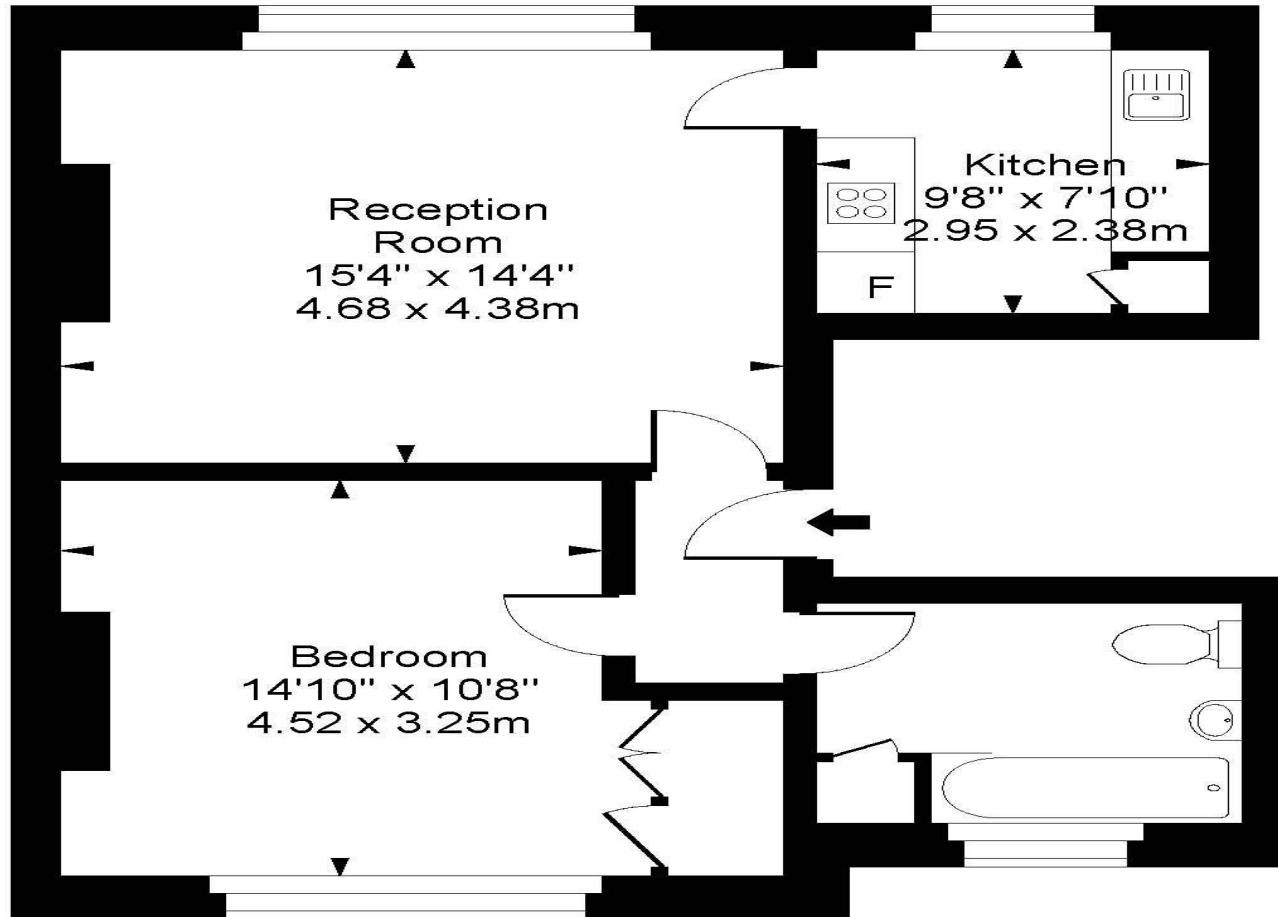 Reception
Room
15'4" x 14'4"
4.68 x 4.38m
Kitchen
9'8" x 7'10"
2.95 x 2.38m
F
Bedroom
14'10" x 10'8"
4.52 x 3.25m